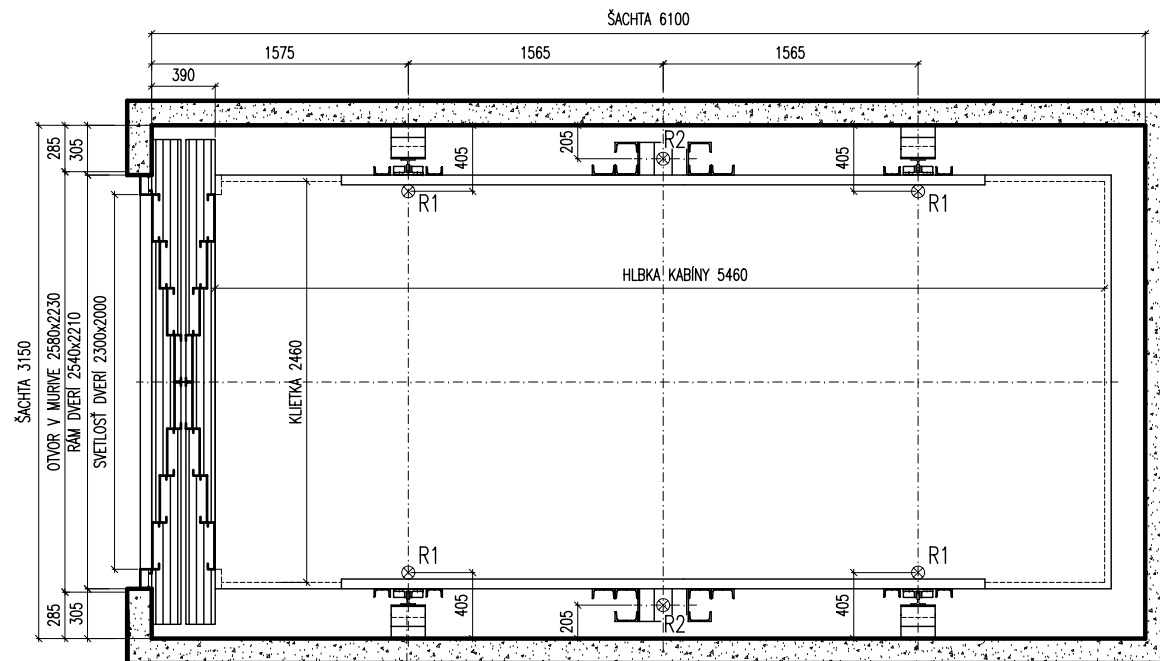 ŠACHTA 6100
1575
1565
1565
390
285
305
205
R2
405
405
R1
R1
HLBKA KABÍNY 5460
ŠACHTA 3150
OTVOR V MURIVE 2580x2230
RÁM DVERÍ 2540x2210
SVETLOSŤ DVERÍ 2300x2000
KLIETKA 2460
R1
R1
285
305
405
205
R2
405